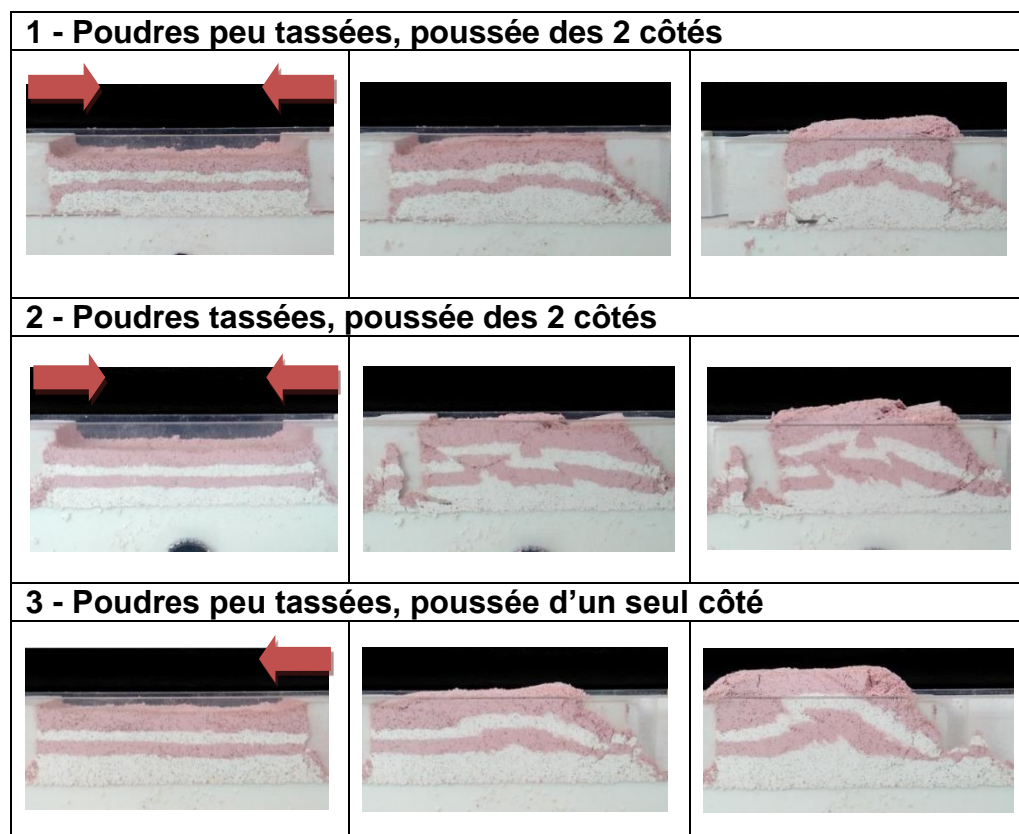 1 - Poudres peu tassées, poussée des 2 côtés
2 - Poudres tassées, poussée des 2 côtés
3 - Poudres peu tassées, poussée d’un seul côté